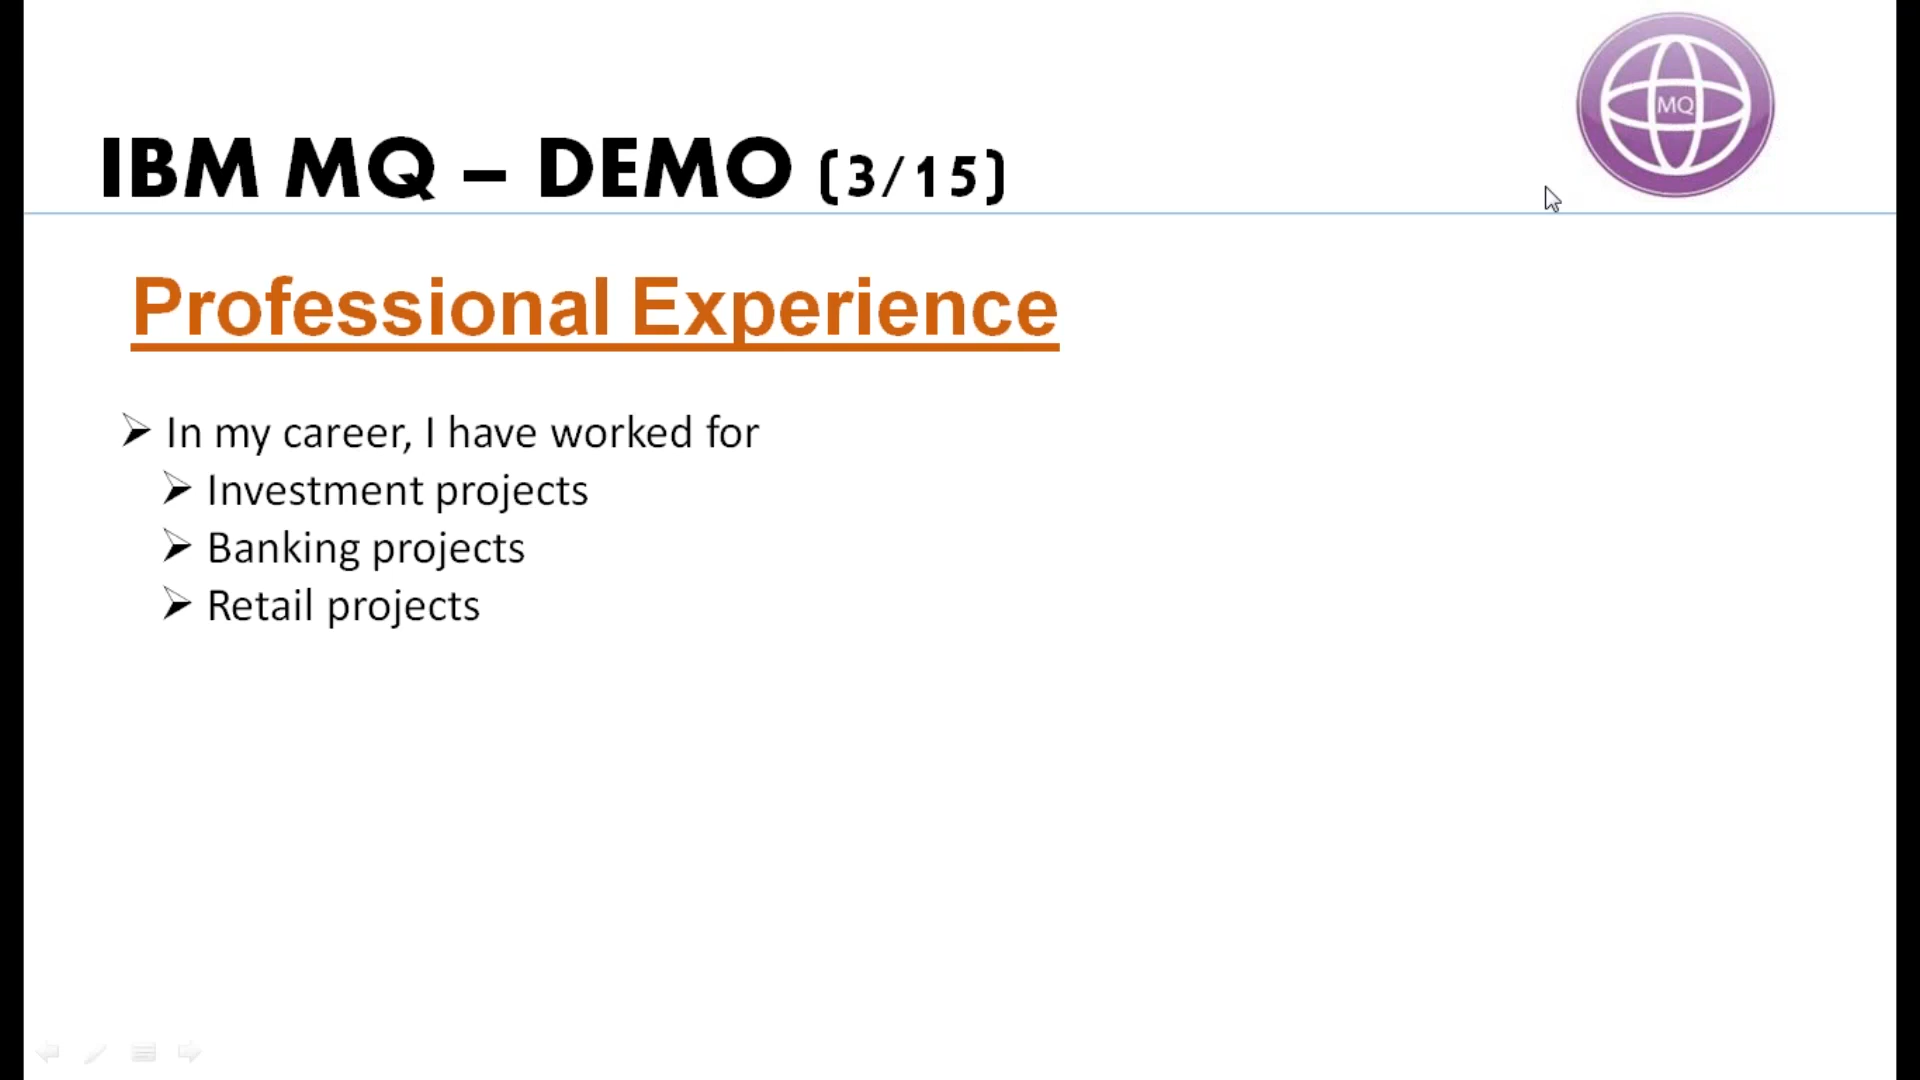 MQ
IBM MQ – DEMO (3/15)
Professional Experience
In my career, I have worked for
Investment projects
Banking projects
Retail projects